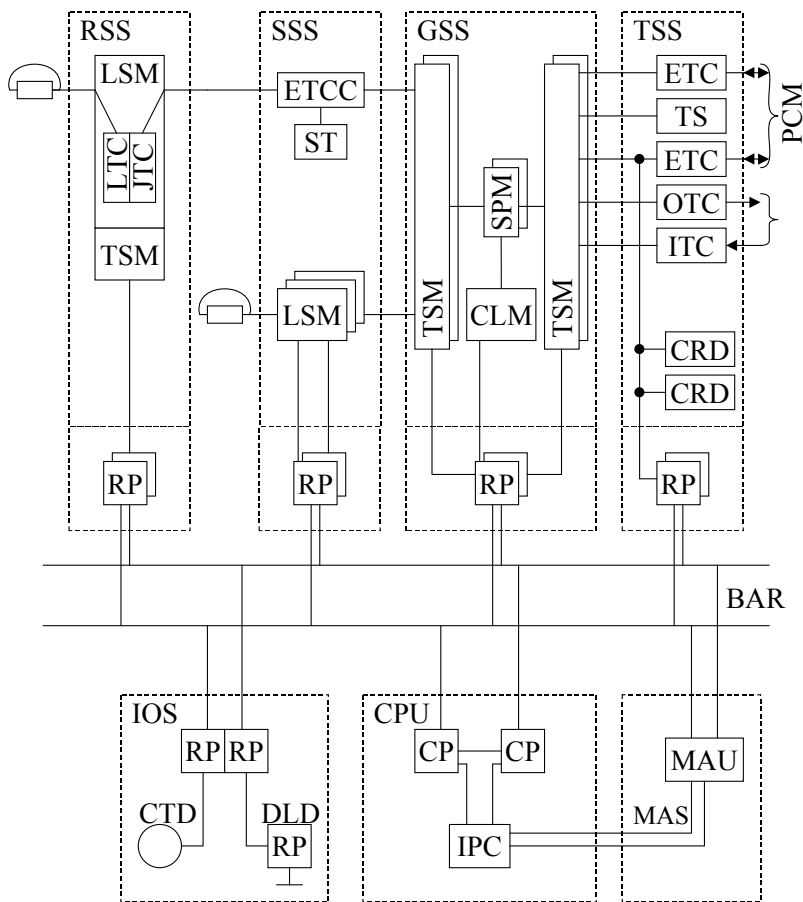 RSS SSS GSS TSS
LSM ETCC ETC
ST TS
LTC JTC ETC
PCM
SPM OTC
TSM ITC
LSM TSM CLM TSM
CRD
CRD
RP RP RP RP
BAR
IOS CPU
RP RP CP CP MAU
CTD DLD MAS
RP IPC